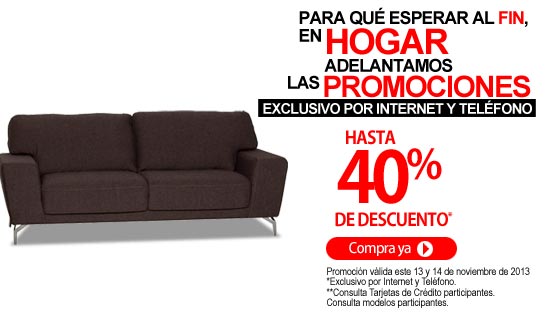 PARA QUÉ ESPERAR AL FIN,
EN HOGAR
ADELANTAMOS
LAS PROMOCIONES
EXCLUSIVO POR INTERNET Y TELÉFONO
HASTA
40%
DE DESCUENTO*
Compra ya
Promoción válida este 13 y 14 de noviembre de 2013
*Exclusivo por Internet y Teléfono.
**Consulta Tarjetas de Crédito participantes.
Consulta modelos participantes.